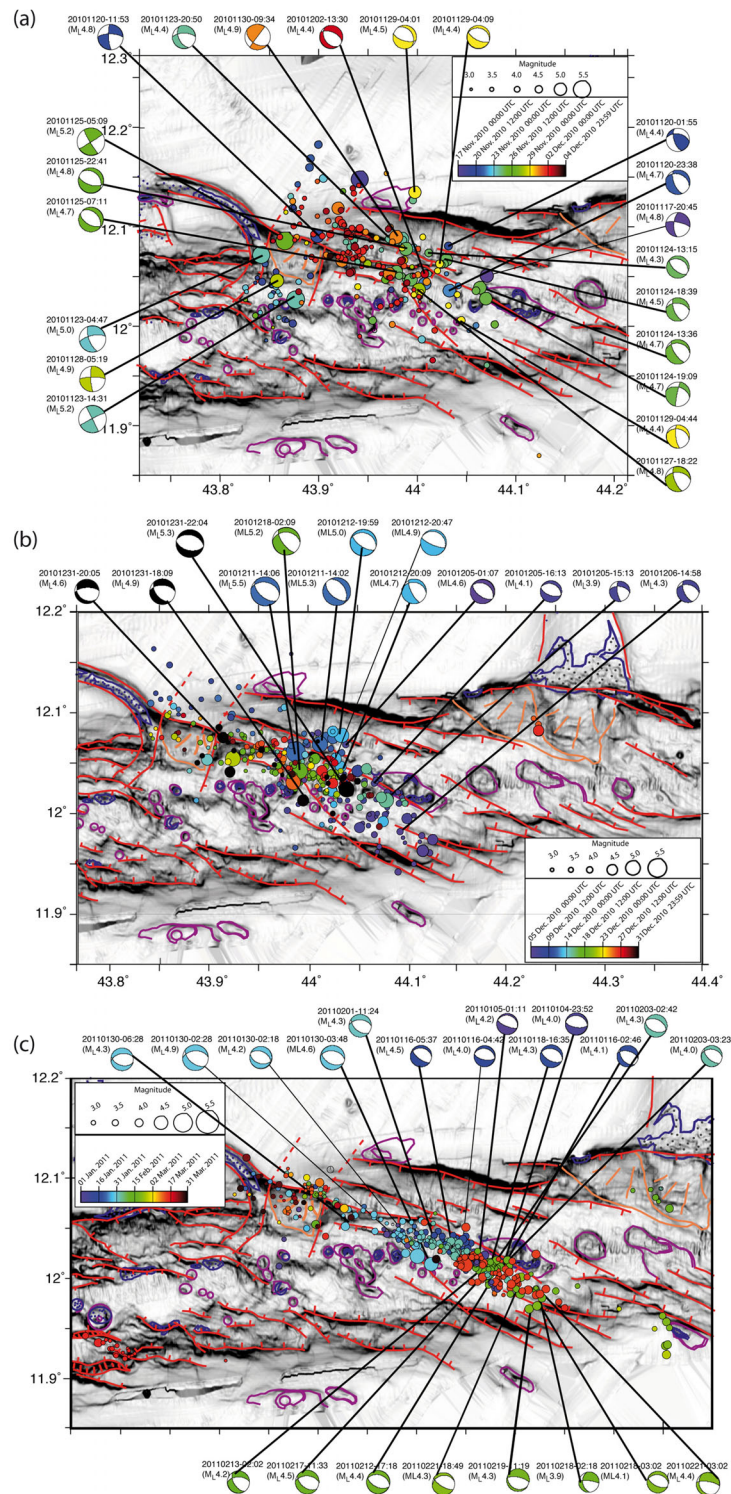 (a)
20101120-11:53
(ML4.8)
20101123-20:50
(ML4.4)
20101130-09:34
(ML4.9)
20101202-13:30
(ML4.4)
20101129-04:01
(ML4.5)
20101129-04:09
(ML4.4)
12.3°
12.2°
12.1°
12°
11.9°
Magnitude
3.0 3.5 4.0 4.5 5.0 5.5
17 Nov. 2010 00:00 UTC
20 Nov. 2010 12:00 UTC
23 Nov. 2010 00:00 UTC
26 Nov. 2010 12:00 UTC
29 Nov. 2010 00:00 UTC
02 Dec. 2010 00:00 UTC
04 Dec. 2010 23:59 UTC
20101125-05:09
(ML5.2)
20101125-22:41
(ML4.8)
20101125-07:11
(ML4.7)
20101123-04:47
(ML5.0)
20101128-05:19
(ML4.9)
20101123-14:31
(ML5.2)
20101120-01:55
(ML4.4)
20101120-23:38
(ML4.7)
20101117-20:45
(ML4.8)
20101124-13:15
(ML4.3)
20101124-18:39
(ML4.5)
20101124-13:36
(ML4.7)
20101124-19:09
(ML4.7)
20101129-04:44
(ML4.4)
20101127-18:22
(ML4.8)
43.8° 43.9° 44° 44.1° 44.2°
(b)
20101231-22:04
(ML5.3)
20101218-02:09
(ML5.2)
20101212-19:59
(ML5.0)
20101212-20:47
(ML4.9)
20101231-20:05
(ML4.6)
20101231-18:09
(ML4.9)
20101211-14:06
(ML5.5)
20101211-14:02
(ML5.3)
20101212-20:09
(ML4.7)
20101205-01:07
(ML4.6)
20101205-16:13
(ML4.1)
20101205-15:13
(ML3.9)
20101206-14:58
(ML4.3)
12.2°
12.1°
12°
11.9°
Magnitude
3.0 3.5 4.0 4.5 5.0 5.5
05 Dec. 2010 00:00 UTC
09 Dec. 2010 12:00 UTC
14 Dec. 2010 00:00 UTC
18 Dec. 2010 12:00 UTC
23 Dec. 2010 00:00 UTC
27 Dec. 2010 12:00 UTC
31Dec. 2010 23:59 UTC
43.8° 43.9° 44° 44.1° 44.2° 44.3° 44.4°
(c)
20110201-11:24
(ML4.3)
20110105-01:11
(ML4.2)
20110104-23:52
(ML4.0)
20110203-02:42
(ML4.3)
20110130-06:28
(ML4.3)
20110130-02:28
(ML4.9)
20110130-02:18
(ML4.2)
20110130-03:48
(ML4.6)
20110116-05:37
(ML4.5)
20110116-04:42
(ML4.0)
20110118-16:35
(ML4.3)
20110116-02:46
(ML4.1)
20110203-03:23
(ML4.0)
12.2°
12.1°
12°
11.9°
Magnitude
3.0 3.5 4.0 4.5 5.0 5.5
01 Jan. 2011
16 Jan. 2011
31 Jan. 2011
15 Feb. 2011
02 Mar. 2011
17 Mar. 2011
31 Mar. 2011
20110213-02:02
(ML4.2)
20110217-11:33
(ML4.5)
20110212-17:18
(ML4.4)
20110221-18:49
(ML4.3)
20110219-11:19
(ML4.3)
20110218-02:18
(ML3.9)
20110218-03:02
(ML4.1)
20110221-03:02
(ML4.4)